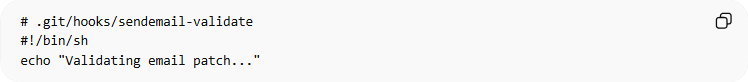 # .git/hooks/sendemail-validate
#!/bin/sh
echo "Validating email patch..."